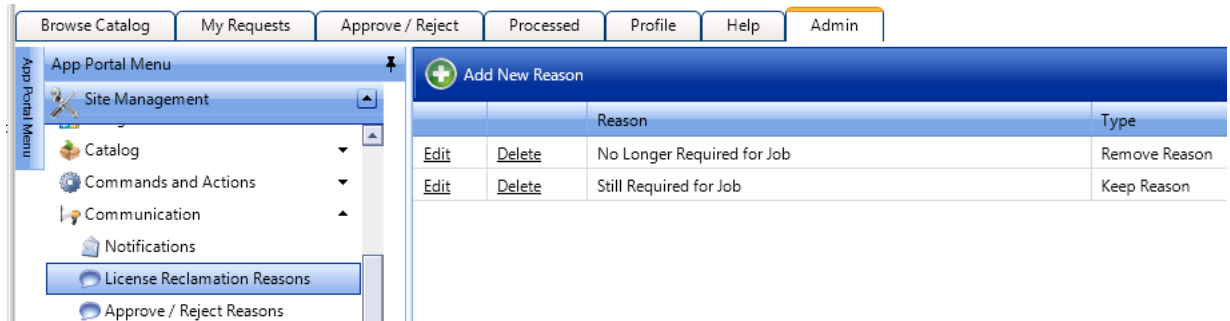 Browse Catalog My Requests Approve / Reject Processed Profile Help Admin
App Portal Menu
App Portal Menu
Site Management
Catalog
Commands and Actions
Communication
Notifications
License Reclamation Reasons
Approve / Reject Reasons
Add New Reason
Reason Type
Edit Delete No Longer Required for Job Remove Reason
Edit Delete Still Required for Job Keep Reason